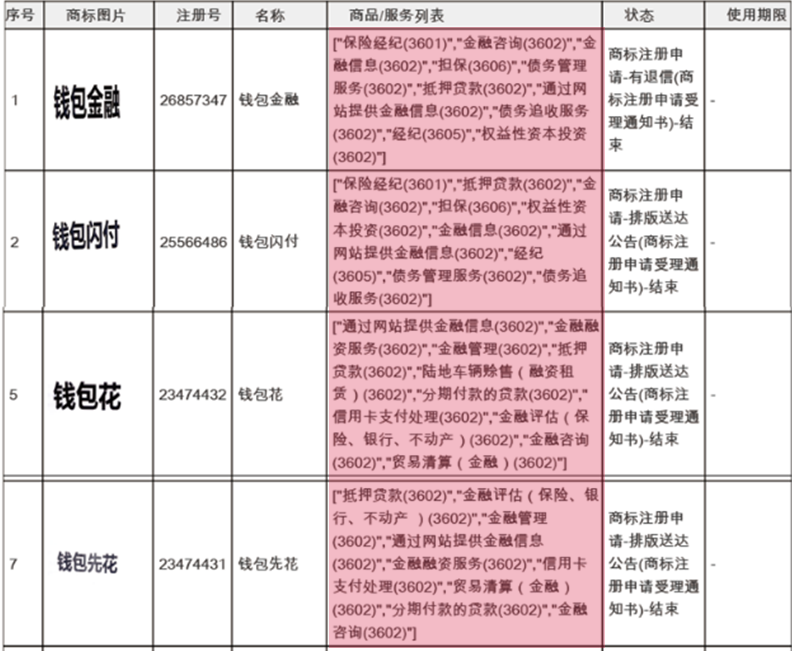 序号 商标图片 注册号 名称 商品/服务列表 状态 使用期限
1 钱包金融 26857347 钱包金融
["保险经纪(3601)","金融咨询(3602)","金
融信息(3602)","担保(3606)","债务管理
服务(3602)","抵押贷款(3602)","通过网
站提供金融信息(3602)","债务追收服务
(3602)","经纪(3605)","权益性资本投资
(3602)"]
商标注册申
请-有退信(商
标注册申请受
理通知书)-结
束
-
2 钱包闪付 25566486 钱包闪付
["保险经纪(3601)","抵押贷款(3602)","金
融咨询(3602)","担保(3606)","权益性资
本投资(3602)","金融信息(3602)","通过
网站提供金融信息(3602)","经纪
(3605)","债务管理服务(3602)","债务追
收服务(3602)"]
商标注册申
请-排版送达
公告(商标注
册申请受理通
知书)-结束
-
5 钱包花 23474432 钱包花
["通过网站提供金融信息(3602)","金融融
资服务(3602)","金融管理(3602)","抵押
贷款(3602)","陆地车辆赊售(融资租
赁)(3602)","分期付款的贷款(3602)","
信用卡支付处理(3602)","金融评估(保
险、银行、不动产)(3602)","金融咨询
(3602)","贸易清算(金融)(3602)"]
商标注册申
请-排版送达
公告(商标注
册申请受理通
知书)-结束
-
7 钱包先花 23474431 钱包先花
["抵押贷款(3602)","金融评估(保险、银
行、不动产 )(3602)","金融管理
(3602)","通过网站提供金融信息
(3602)","金融融资服务(3602)","信用卡
支付处理(3602)","贸易清算(金融)
(3602)","分期付款的贷款(3602)","金融
咨询(3602)"]
商标注册申
请-排版送达
公告(商标注
册申请受理通
知书)-结束
-